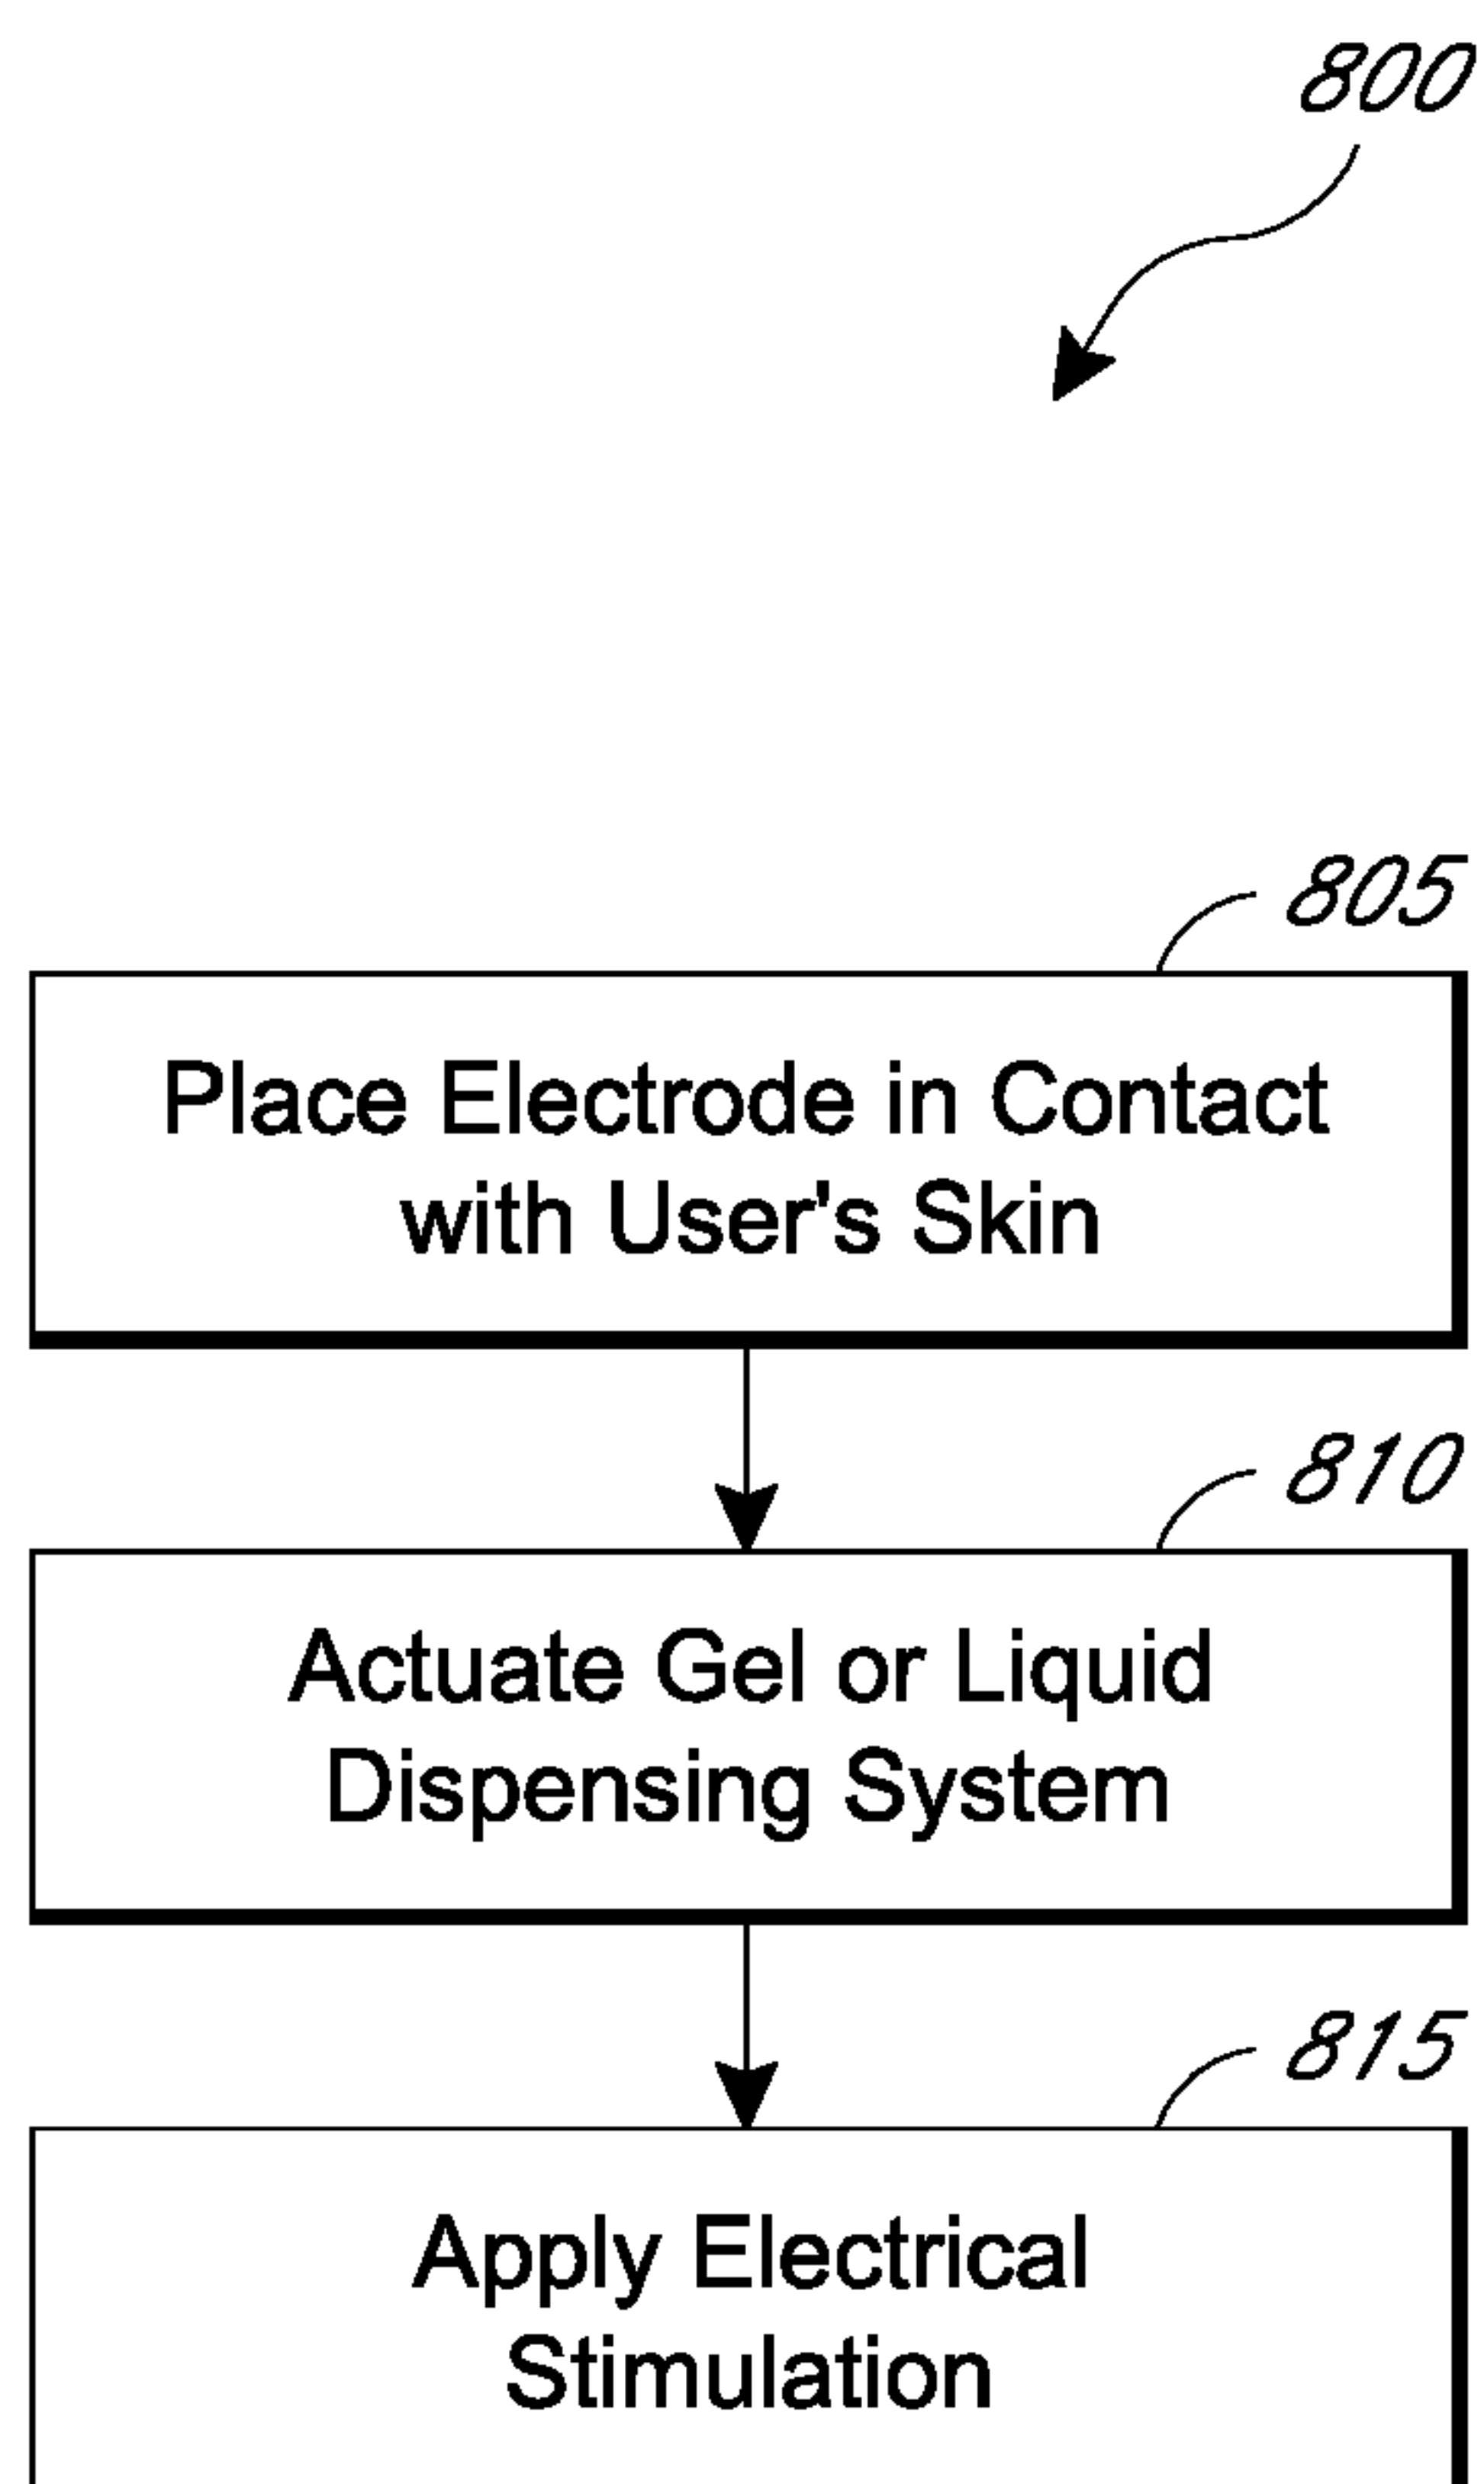 800
805
Place Electrode in Contact
with User's Skin
810
Actuate Gel or Liquid
Dispensing System
815
Apply Electrical
Stimulation